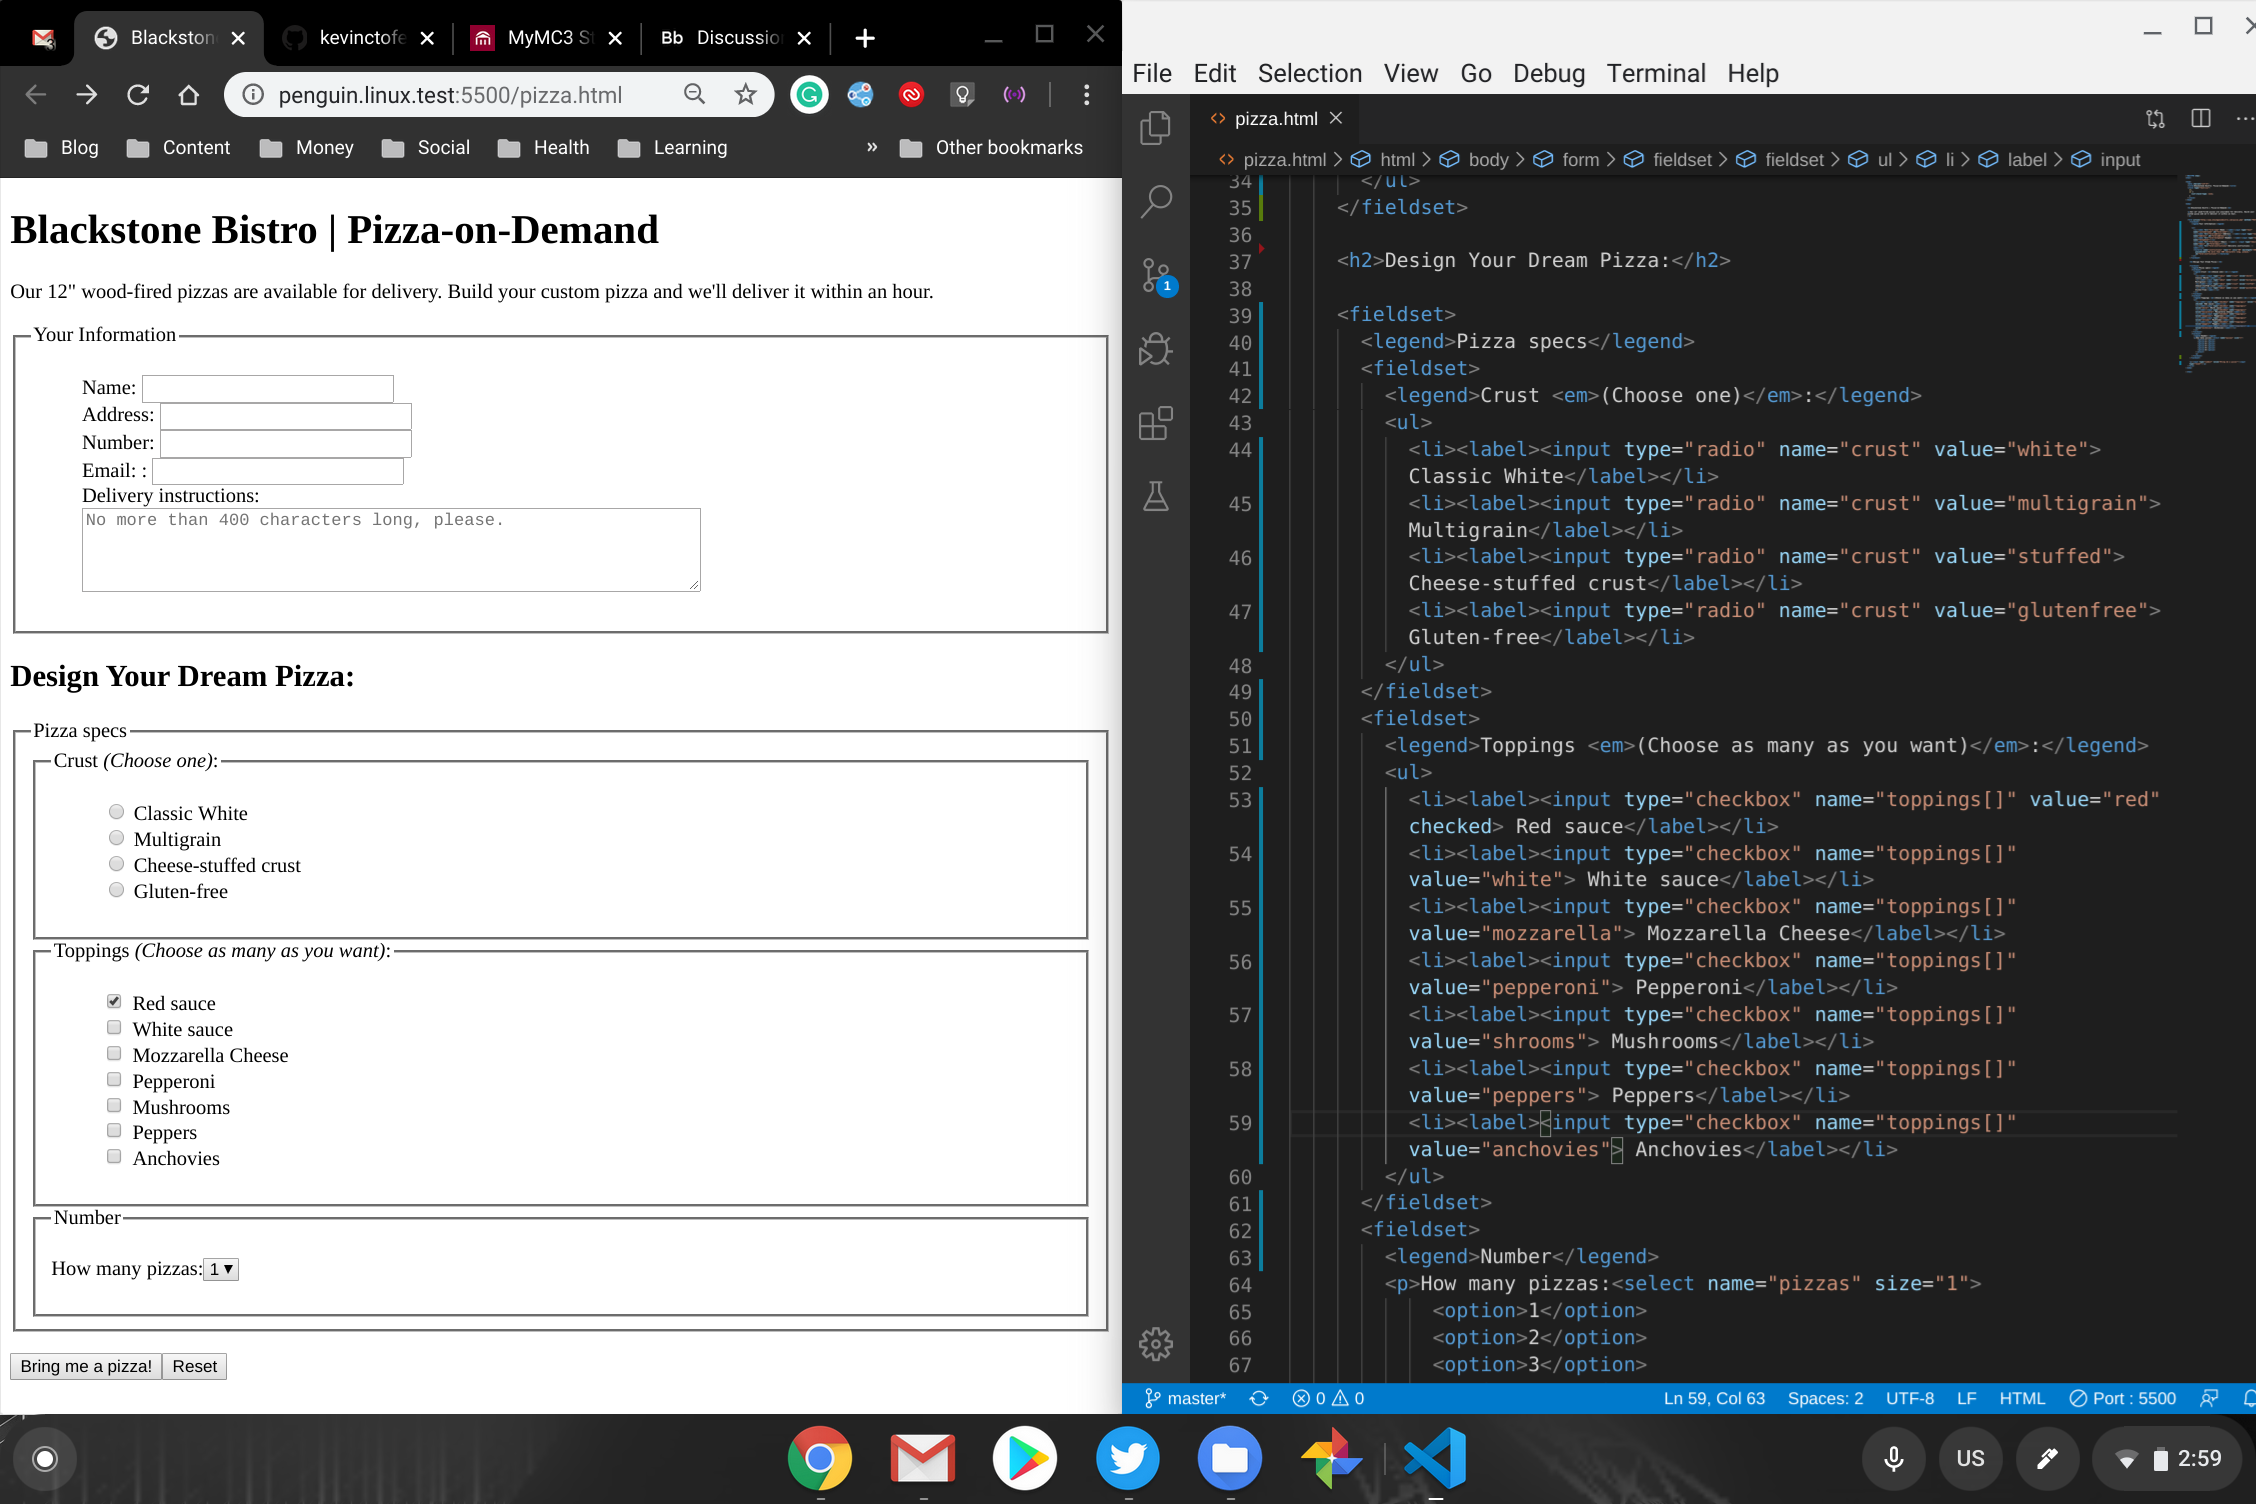 Blackston
kevinctofe
MyMC3 St
Bb Discussion
penguin.linux.test:5500/pizza.html
Blog Content Money Social Health Learning » Other bookmarks
Blackstone Bistro | Pizza-on-Demand
Our 12" wood-fired pizzas are available for delivery. Build your custom pizza and we'll deliver it within an hour.
Your Information
Name:
Address:
Number:
Email: :
Delivery instructions:
No more than 400 characters long, please.
Design Your Dream Pizza:
Pizza specs
Crust (Choose one):
Classic White
Multigrain
Cheese-stuffed crust
Gluten-free
Toppings (Choose as many as you want):
Red sauce
White sauce
Mozzarella Cheese
Pepperoni
Mushrooms
Peppers
Anchovies
Number
How many pizzas: 1
Bring me a pizza! Reset
File Edit Selection View Go Debug Terminal Help
pizza.html
pizza.html > html > body > form > fieldset > fieldset > ul > li > label > input
1
34 </ul>
35 </fieldset>
36
37 <h2>Design Your Dream Pizza:</h2>
38
39 <fieldset>
40 <legend>Pizza specs</legend>
41 <fieldset>
42 <legend>Crust <em>(Choose one)</em>:</legend>
43 <ul>
44 <li><label><input type="radio" name="crust" value="white">
Classic White</label></li>
45 <li><label><input type="radio" name="crust" value="multigrain">
Multigrain</label></li>
46 <li><label><input type="radio" name="crust" value="stuffed">
Cheese-stuffed crust</label></li>
47 <li><label><input type="radio" name="crust" value="glutenfree">
Gluten-free</label></li>
48 </ul>
49 </fieldset>
50 <fieldset>
51 <legend>Toppings <em>(Choose as many as you want)</em>:</legend>
52 <ul>
53 <li><label><input type="checkbox" name="toppings[]" value="red"
checked> Red sauce</label></li>
54 <li><label><input type="checkbox" name="toppings[]"
value="white"> White sauce</label></li>
55 <li><label><input type="checkbox" name="toppings[]"
value="mozzarella"> Mozzarella Cheese</label></li>
56 <li><label><input type="checkbox" name="toppings[]"
value="pepperoni"> Pepperoni</label></li>
57 <li><label><input type="checkbox" name="toppings[]"
value="shrooms"> Mushrooms</label></li>
58 <li><label><input type="checkbox" name="toppings[]"
value="peppers"> Peppers</label></li>
59 <li><label><input type="checkbox" name="toppings[]"
value="anchovies"> Anchovies</label></li>
60 </ul>
61 </fieldset>
62 <fieldset>
63 <legend>Number</legend>
64 <p>How many pizzas:<select name="pizzas" size="1">
65 <option>1</option>
66 <option>2</option>
67 <option>3</option>
master* 0 0 Ln 59, Col 63 Spaces: 2 UTF-8 LF HTML Port : 5500
US 2:59